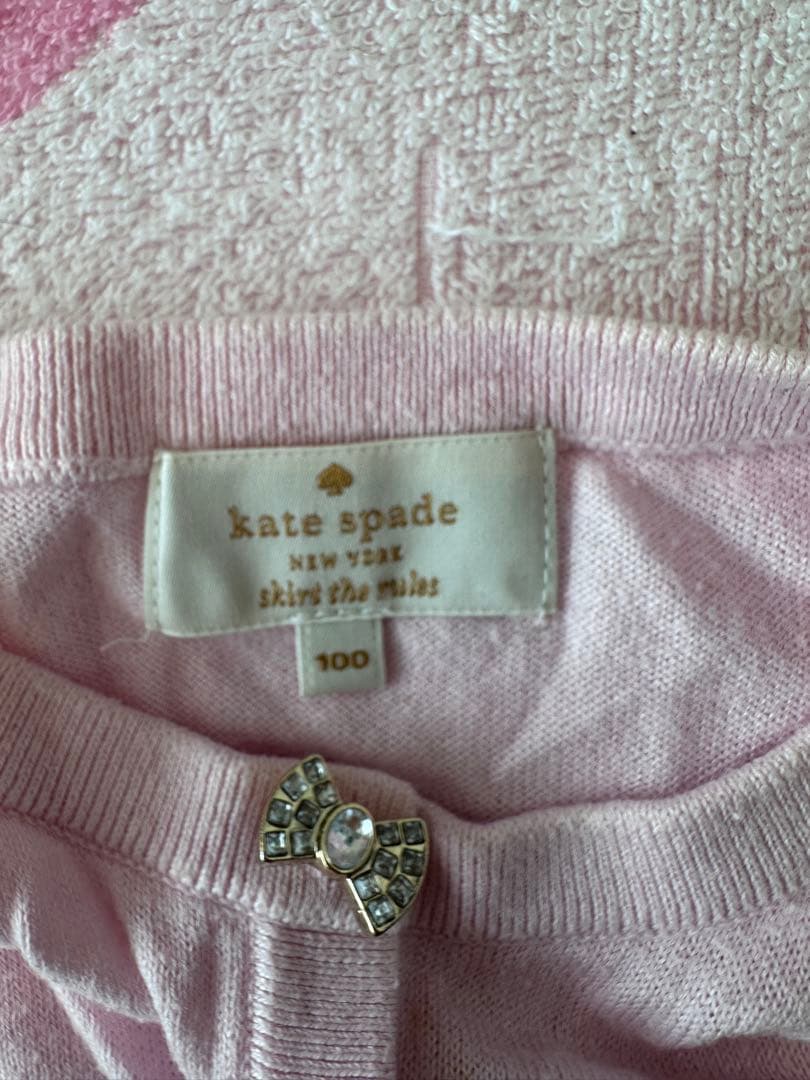 kate spade
NEW YORK
skirt the rules
100